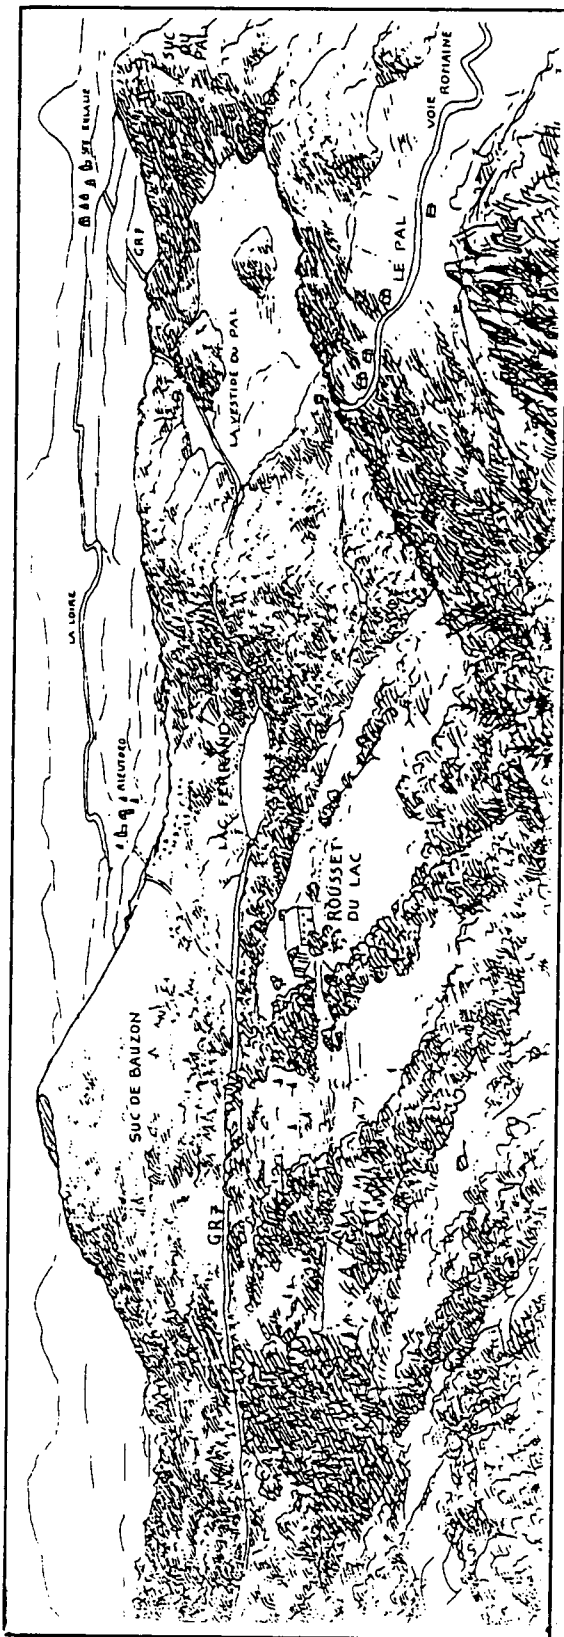 STE EULALIE
SUC
DU
PAL
LA LOIRE
RIEUTORD
GR7
SUC DE BAUZON
LAC FERRAND
LA VESTIDE DU PAL
GR7
ROUSSET
DU LAC
LE PAL
VOIE ROMAINE